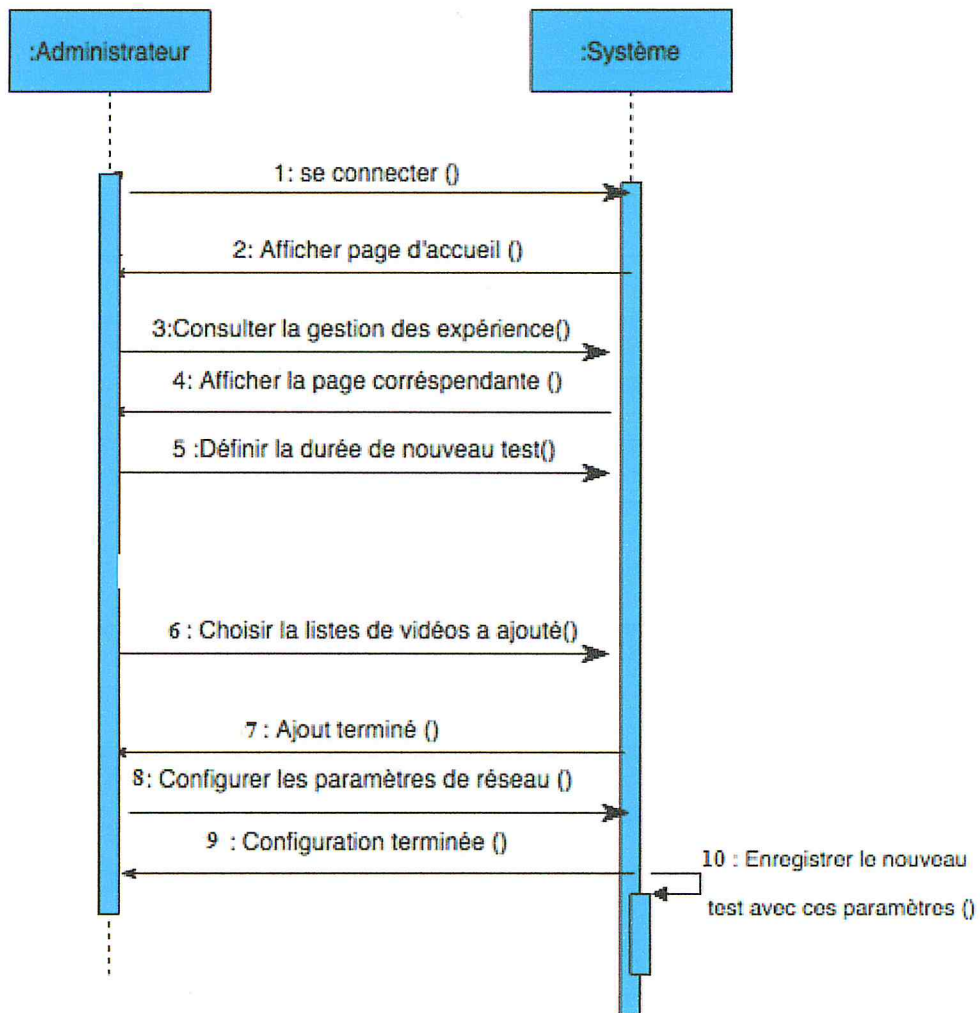 :Administrateur
:Système
1: se connecter ()
2: Afficher page d'accueil ()
3:Consulter la gestion des expérience()
4: Afficher la page corréspendante ()
5 :Définir la durée de nouveau test()
6 : Choisir la listes de vidéos a ajouté()
7 : Ajout terminé ()
8: Configurer les paramètres de réseau ()
9 : Configuration terminée ()
10 : Enregistrer le nouveau
test avec ces paramètres ()